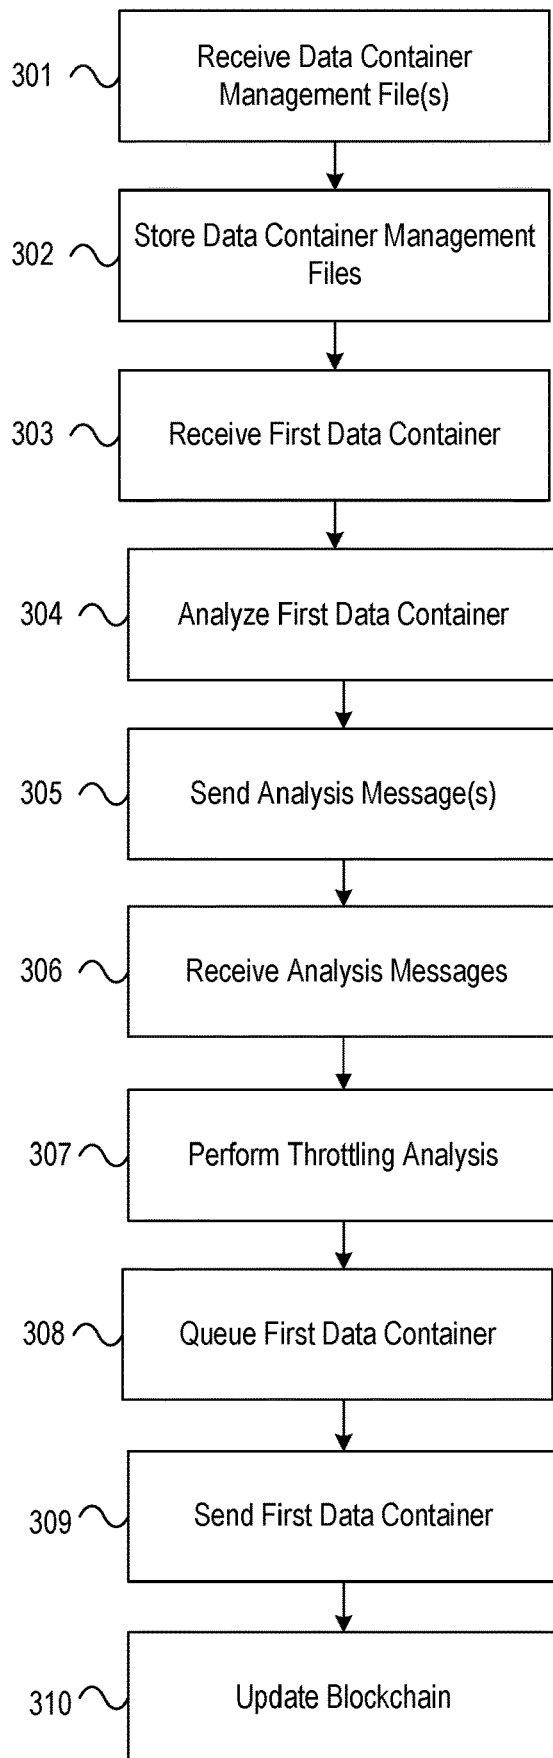 301
Receive Data Container
Management File(s)
302
Store Data Container Management
Files
303
Receive First Data Container
304
Analyze First Data Container
305
Send Analysis Message(s)
306
Receive Analysis Messages
307
Perform Throttling Analysis
308
Queue First Data Container
309
Send First Data Container
310
Update Blockchain